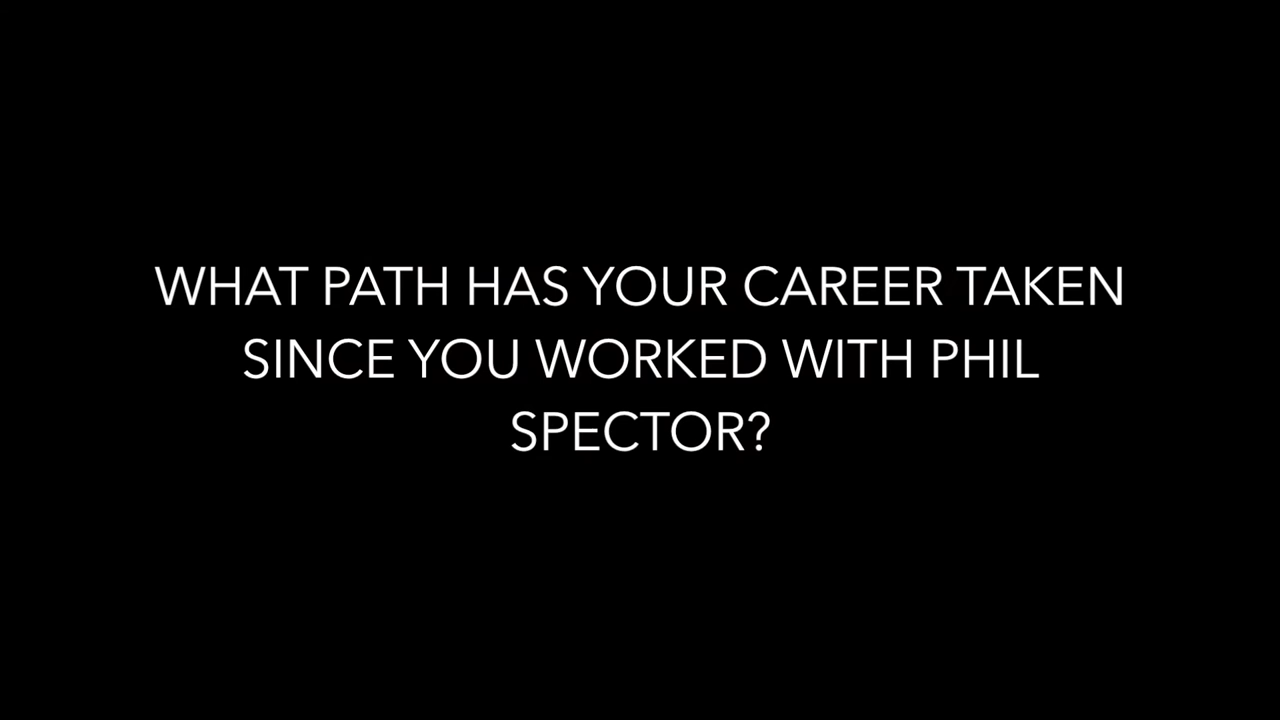 WHAT PATH HAS YOUR CAREER TAKEN
SINCE YOU WORKED WITH PHIL
SPECTOR?